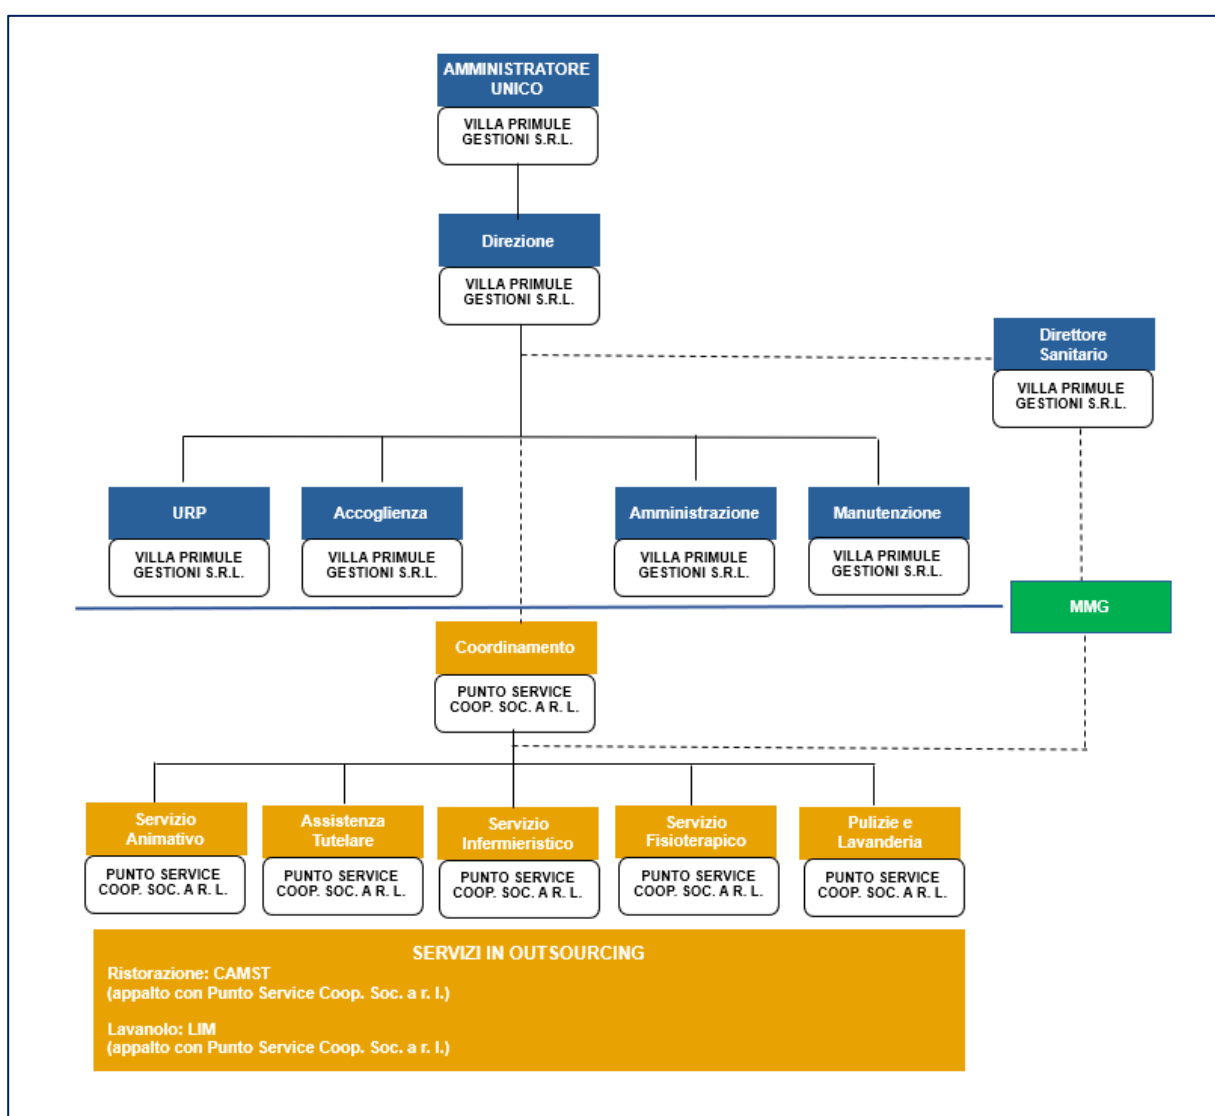 AMMINISTRATORE
UNICO
VILLA PRIMULE
GESTIONI S.R.L.
Direzione
VILLA PRIMULE
GESTIONI S.R.L.
Direttore
Sanitario
VILLA PRIMULE
GESTIONI S.R.L.
URP
VILLA PRIMULE
GESTIONI S.R.L.
Accoglienza
VILLA PRIMULE
GESTIONI S.R.L.
Amministrazione
VILLA PRIMULE
GESTIONI S.R.L.
Manutenzione
VILLA PRIMULE
GESTIONI S.R.L.
MMG
Coordinamento
PUNTO SERVICE
COOP. SOC. A R. L.
Servizio
Animativo
PUNTO SERVICE
COOP. SOC. A R. L.
Assistenza
Tutelare
PUNTO SERVICE
COOP. SOC. A R. L.
Servizio
Infermieristico
PUNTO SERVICE
COOP. SOC. A R. L.
Servizio
Fisioterapico
PUNTO SERVICE
COOP. SOC. A R. L.
Pulizie e
Lavanderia
PUNTO SERVICE
COOP. SOC. A R. L.
SERVIZI IN OUTSOURCING
Ristorazione: CAMST
(appalto con Punto Service Coop. Soc. a r. l.)
Lavanolo: LIM
(appalto con Punto Service Coop. Soc. a r. l.)